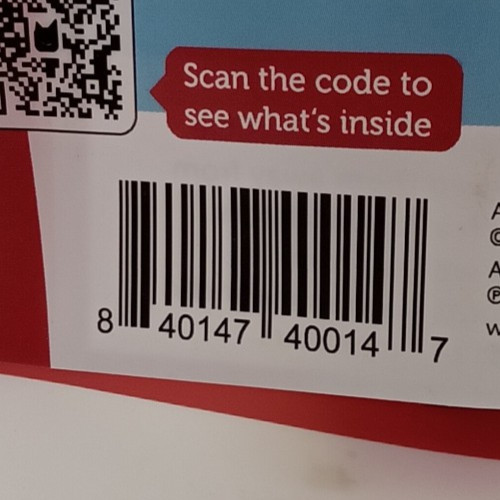 Scan the code to
see what's inside
8 40147 40014 7
A
©
A
℗
w